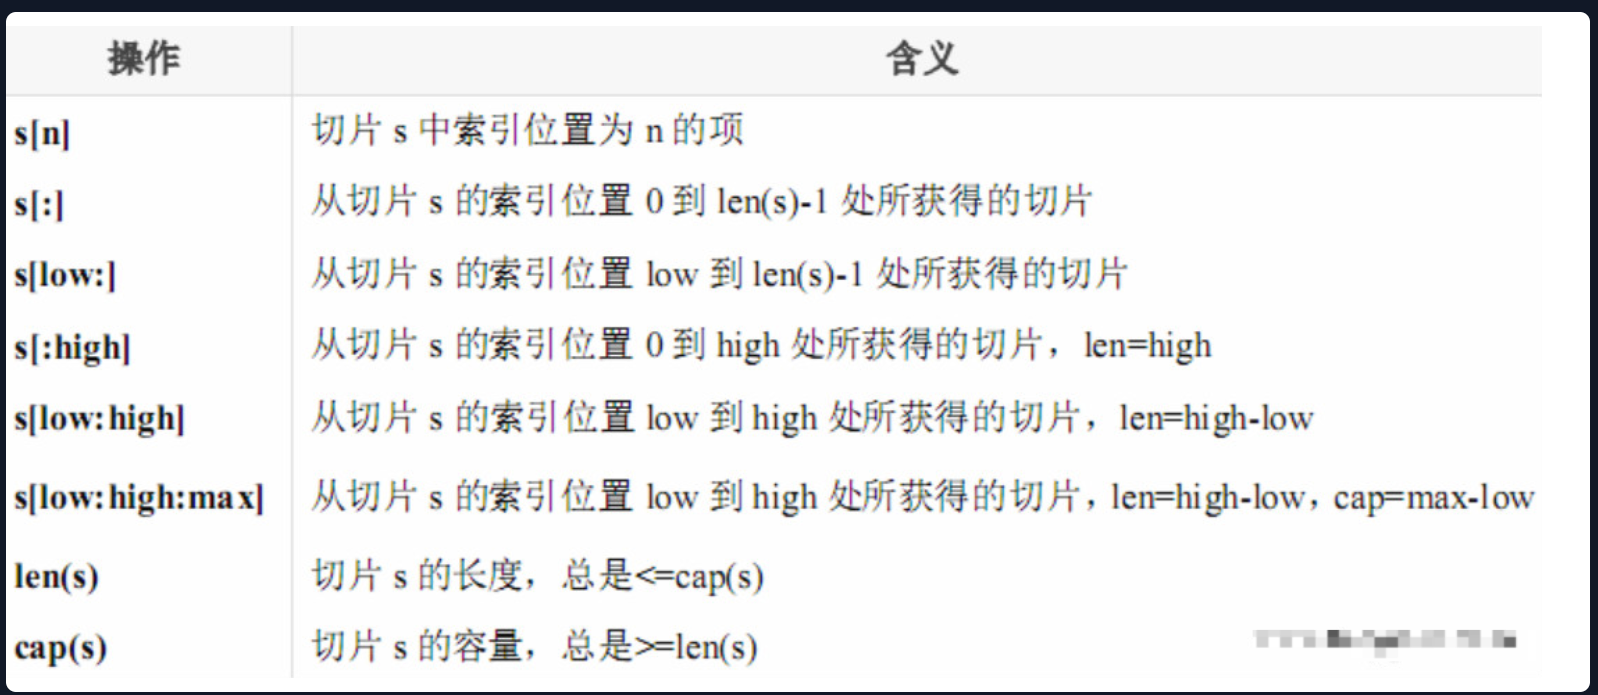 操作 含义
s[n] 切片 s 中索引位置为 n 的项
s[:] 从切片 s 的索引位置 0 到 len(s)-1 处所获得的切片
s[low:] 从切片 s 的索引位置 low 到 len(s)-1 处所获得的切片
s[:high] 从切片 s 的索引位置 0 到 high 处所获得的切片，len=high
s[low:high] 从切片 s 的索引位置 low 到 high 处所获得的切片，len=high-low
s[low:high:max] 从切片 s 的索引位置 low 到 high 处所获得的切片，len=high-low，cap=max-low
len(s) 切片 s 的长度，总是<=cap(s)
cap(s) 切片 s 的容量，总是>=len(s)